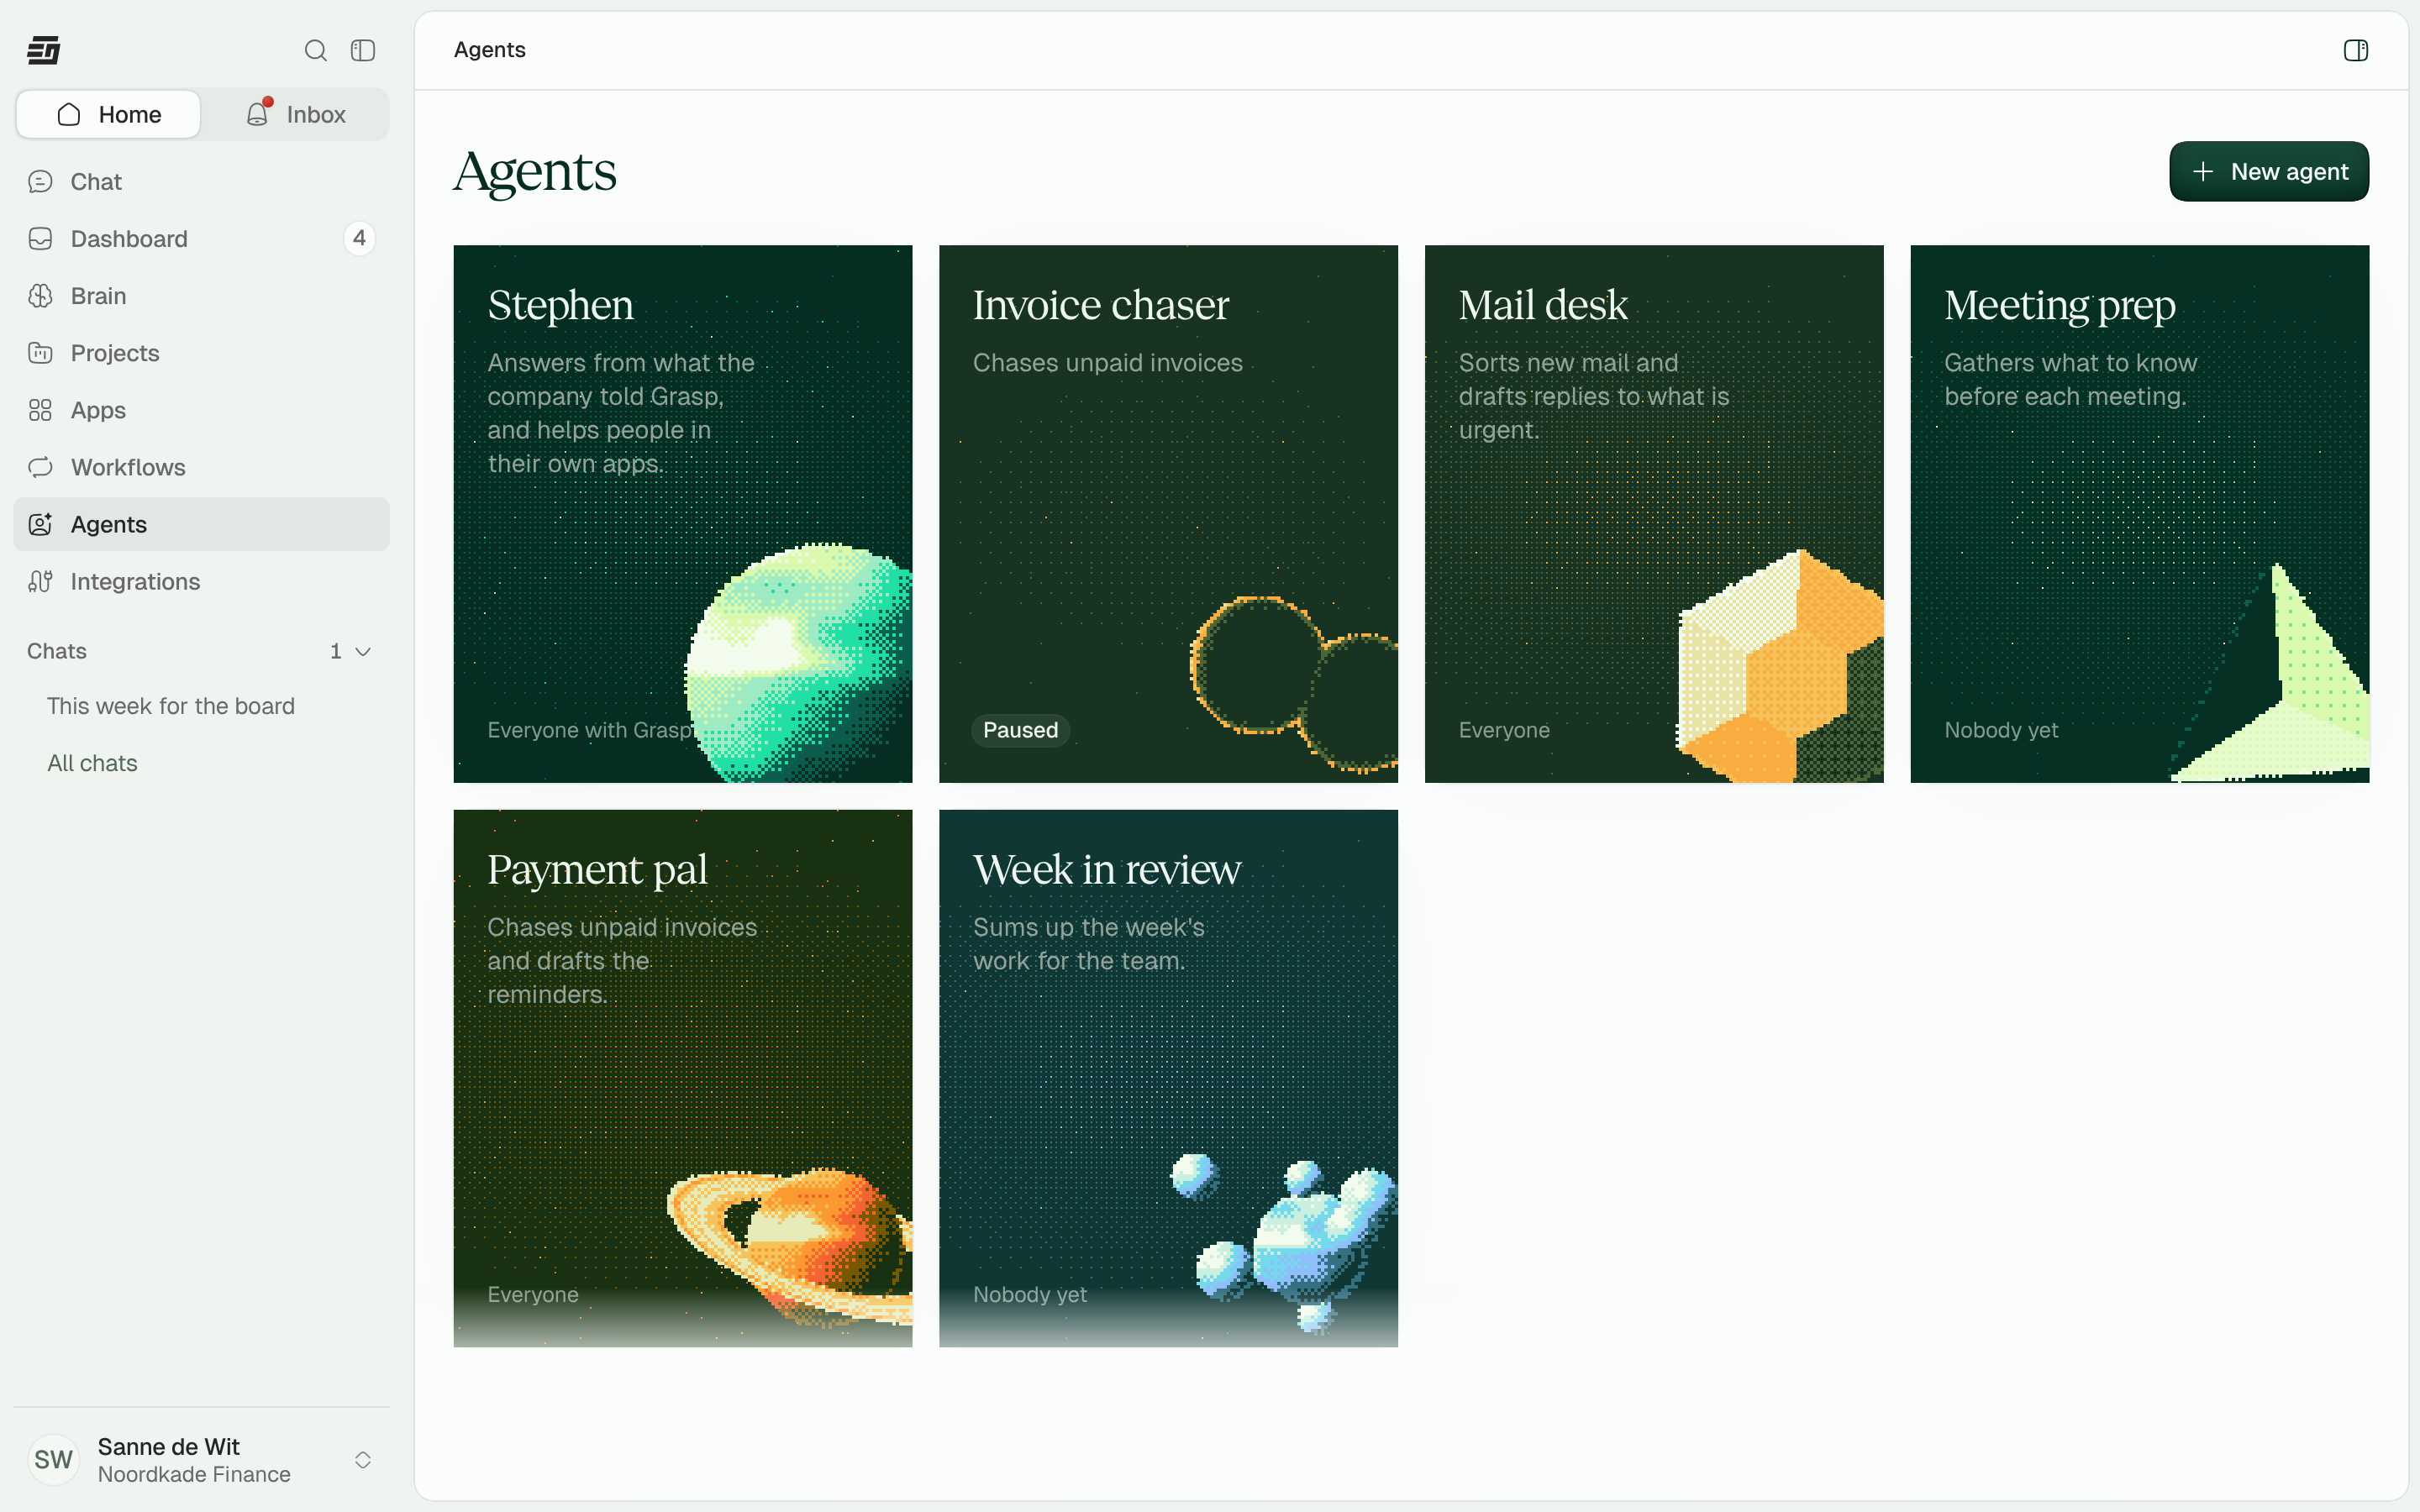 Home
Inbox
Chat
Dashboard
4
Brain
Projects
Apps
Workflows
Agents
Integrations
Chats
1
This week for the board
All chats
SW
Sanne de Wit
Noordkade Finance
Agents
Agents
New agent
Stephen
Answers from what the
company told Grasp,
and helps people in
their own apps.
Everyone with Grasp
Invoice chaser
Chases unpaid invoices
Paused
Mail desk
Sorts new mail and
drafts replies to what is
urgent.
Everyone
Meeting prep
Gathers what to know
before each meeting.
Nobody yet
Payment pal
Chases unpaid invoices
and drafts the
reminders.
Everyone
Week in review
Sums up the week's
work for the team.
Nobody yet